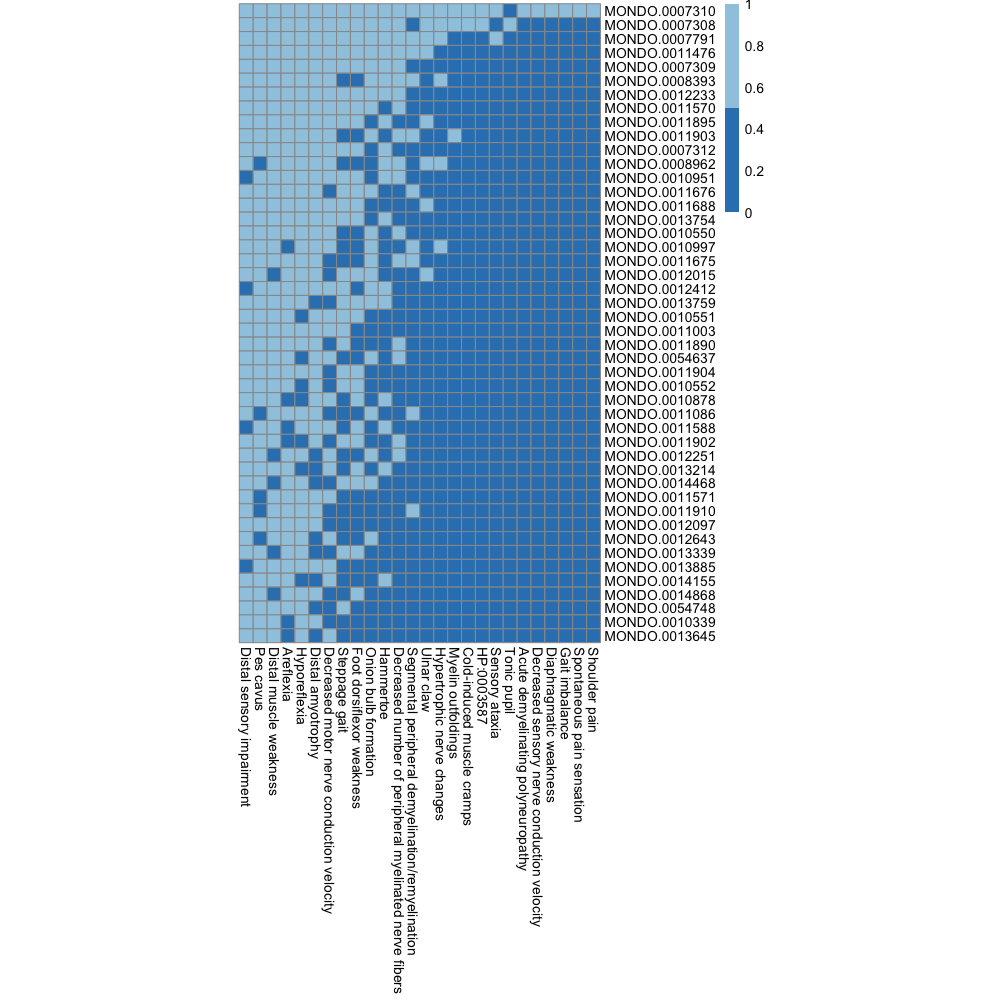 MONDO.0007310
MONDO.0007308
MONDO.0007791
MONDO.0011476
MONDO.0007309
MONDO.0008393
MONDO.0012233
MONDO.0011570
MONDO.0011895
MONDO.0011903
MONDO.0007312
MONDO.0008962
MONDO.0010951
MONDO.0011676
MONDO.0011688
MONDO.0013754
MONDO.0010550
MONDO.0010997
MONDO.0011675
MONDO.0012015
MONDO.0012412
MONDO.0013759
MONDO.0010551
MONDO.0011003
MONDO.0011890
MONDO.0054637
MONDO.0011904
MONDO.0010552
MONDO.0010878
MONDO.0011086
MONDO.0011588
MONDO.0011902
MONDO.0012251
MONDO.0013214
MONDO.0014468
MONDO.0011571
MONDO.0011910
MONDO.0012097
MONDO.0012643
MONDO.0013339
MONDO.0013885
MONDO.0014155
MONDO.0014868
MONDO.0054748
MONDO.0010339
MONDO.0013645
1
0.8
0.6
0.4
0.2
0
Distal sensory impairment
Pes cavus
Distal muscle weakness
Areflexia
Hyporeflexia
Distal amyotrophy
Decreased motor nerve conduction velocity
Steppage gait
Foot dorsiflexor weakness
Onion bulb formation
Hammertoe
Decreased number of peripheral myelinated nerve fibers
Segmental peripheral demyelination/remyelination
Ulnar claw
Hypertrophic nerve changes
Myelin outfoldings
Cold-induced muscle cramps
HP:0003587
Sensory ataxia
Tonic pupil
Acute demyelinating polyneuropathy
Decreased sensory nerve conduction velocity
Diaphragmatic weakness
Gait imbalance
Spontaneous pain sensation
Shoulder pain